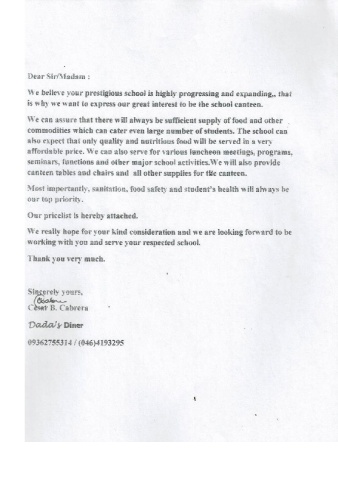 Dear Sir/Madam :
We believe your prestigious school is highly progressing and expanding,, that
is why we want to express our great interest to be the school canteen.
We can assure that there will always be sufficient supply of food and other
commodities which can cater even large number of students. The school can
also expect that only quality and nutritious food will be served in a very
affordable price. We can also serve for various luncheon meetings, programs,
seminars, functions and other major school activities.We will also provide
canteen tables and chairs and all other supplies for the canteen.
Most importantly, sanitation, food safety and student's health will always be
our top priority.
Our pricelist is hereby attached.
We really hope for your kind consideration and we are looking forward to be
working with you and serve your respected school.
Thank you very much.
Sincerely yours,
Cesar B. Cabrera
Dada's Diner
09362755314 / (046)4193295